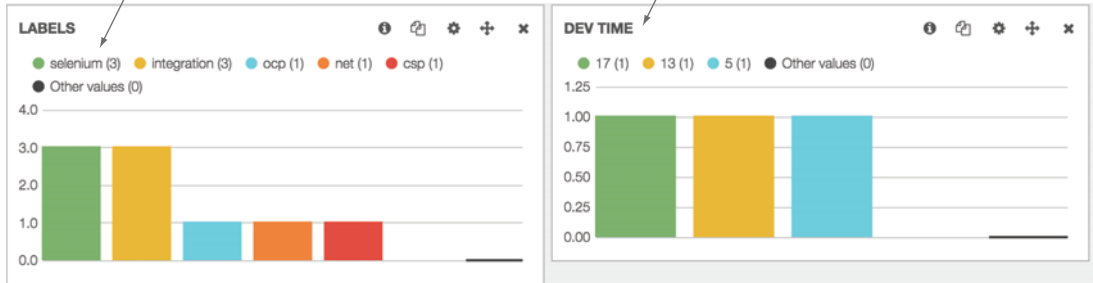 LABELS
selenium (3) integration (3) ocp (1) net (1) csp (1)
Other values (0)
4.0
3.0
2.0
1.0
0.0
DEV TIME
17 (1) 13 (1) 5 (1) Other values (0)
1.25
1.00
0.75
0.50
0.25
0.00